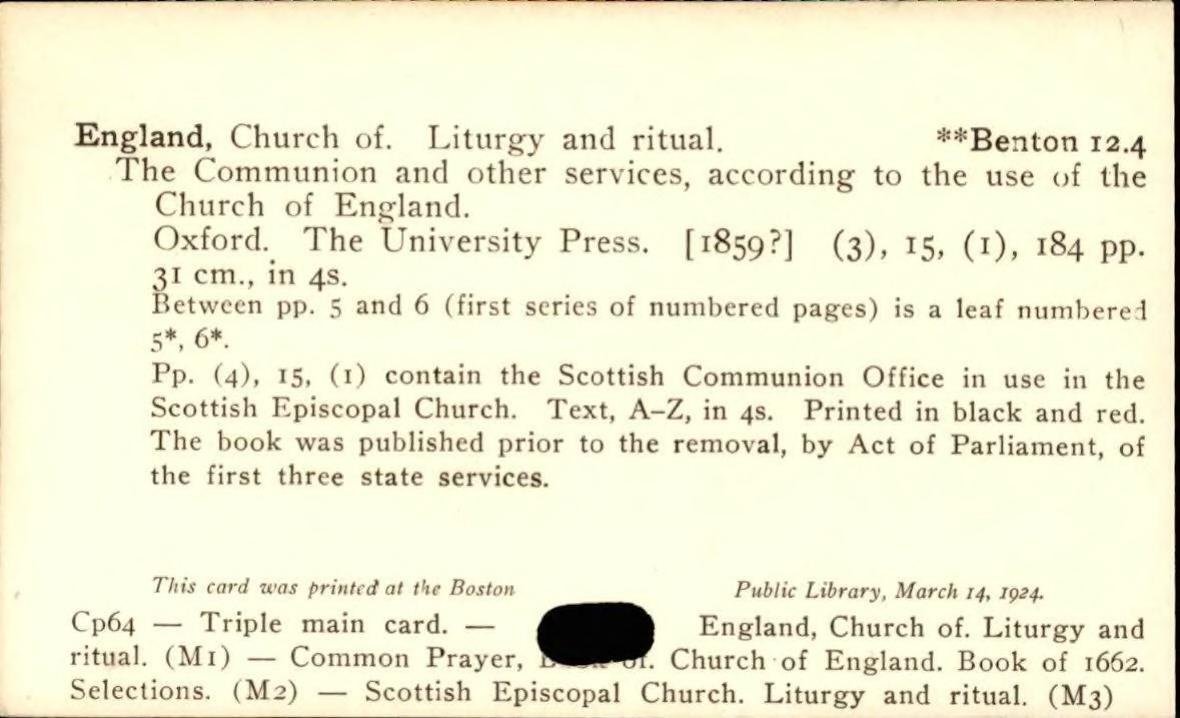 England, Church of. Liturgy and ritual. **Benton 12.4
The Communion and other services, according to the use of the
Church of England.
Oxford. The University Press. [1859?] (3), 15, (1), 184 pp.
31 cm., in 4s.
Between pp. 5 and 6 (first series of numbered pages) is a leaf numbered
5*, 6*.
Pp. (4), 15, (1) contain the Scottish Communion Office in use in the
Scottish Episcopal Church. Text, A–Z, in 4s. Printed in black and red.
The book was published prior to the removal, by Act of Parliament, of
the first three state services.
This card was printed at the Boston Public Library, March 14, 1924.
Cp64 — Triple main card. — England, Church of. Liturgy and
ritual. (M1) — Common Prayer, of. Church of England. Book of 1662.
Selections. (M2) — Scottish Episcopal Church. Liturgy and ritual. (M3)